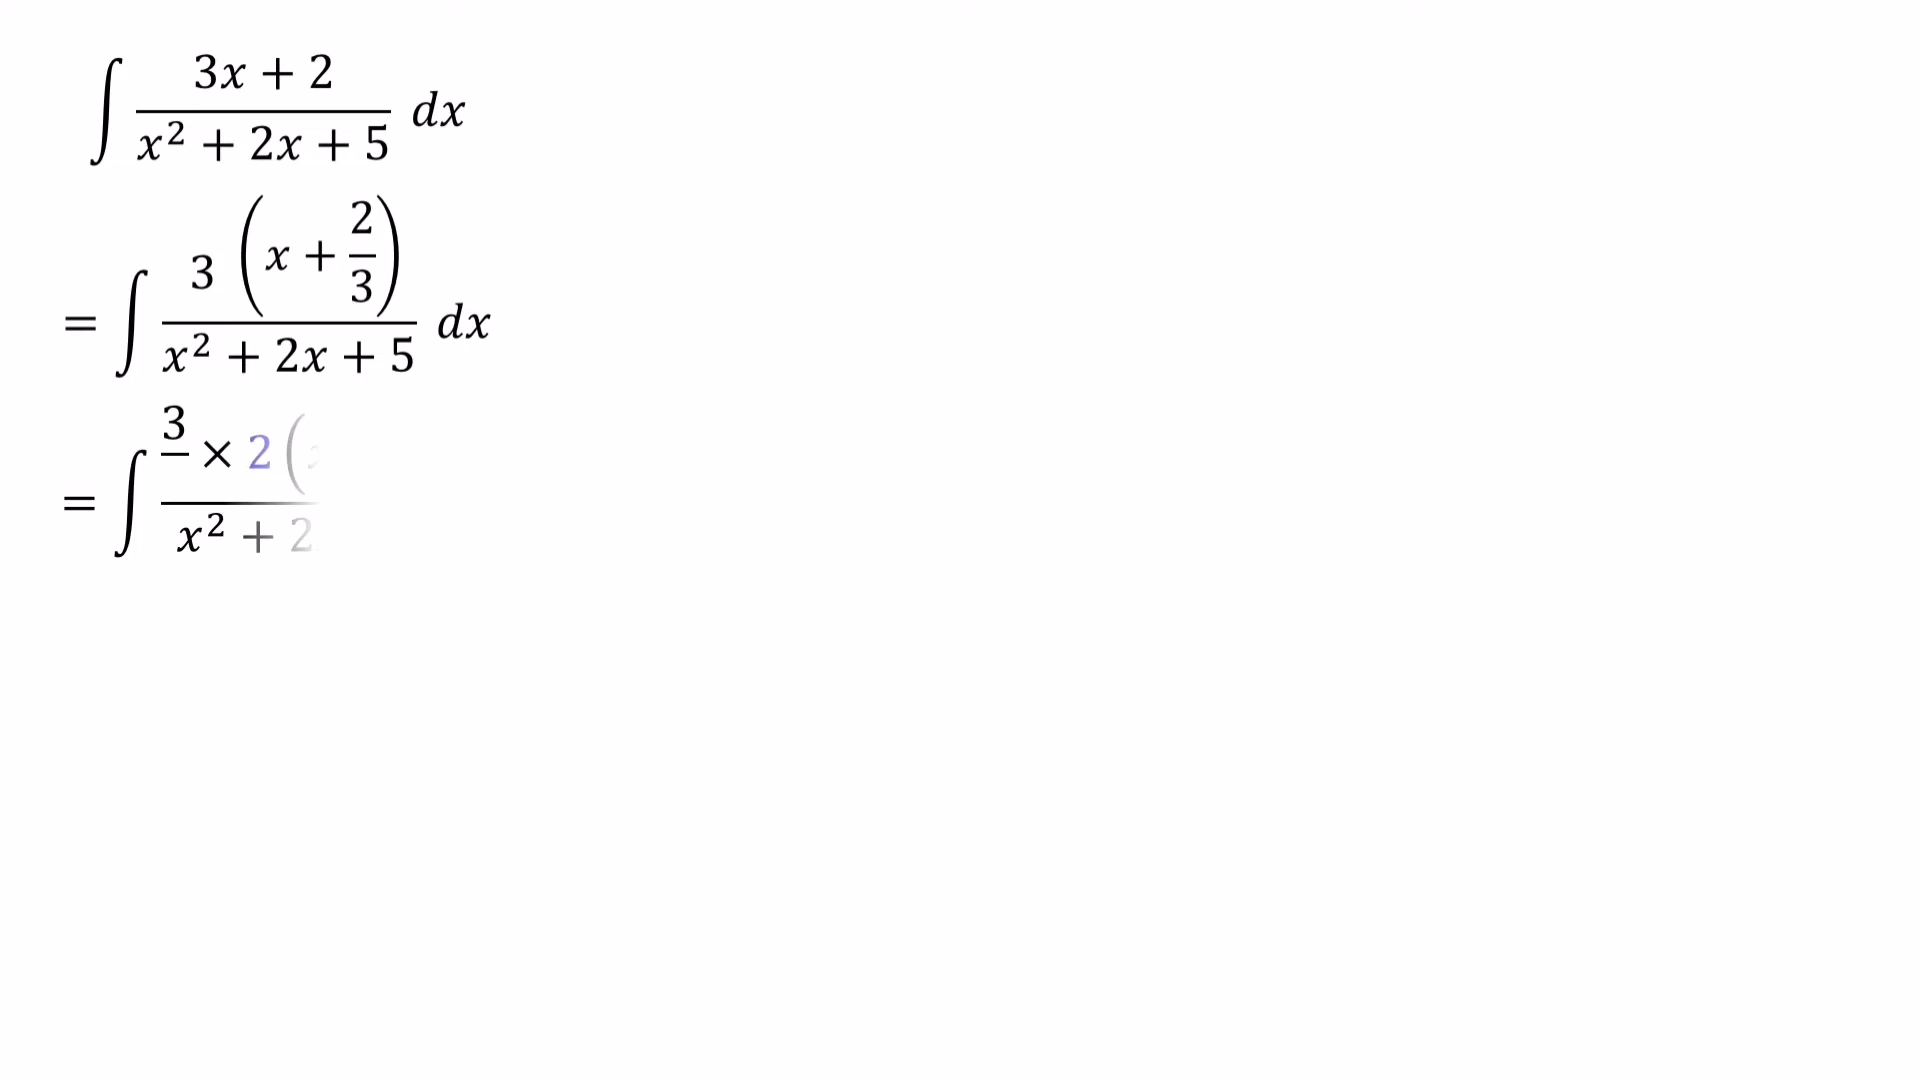 ∫ (3x + 2)/(x² + 2x + 5) dx
= ∫ 3 (x + 2/3)/(x² + 2x + 5) dx
= ∫ 3 × 2 ( / x² + 2